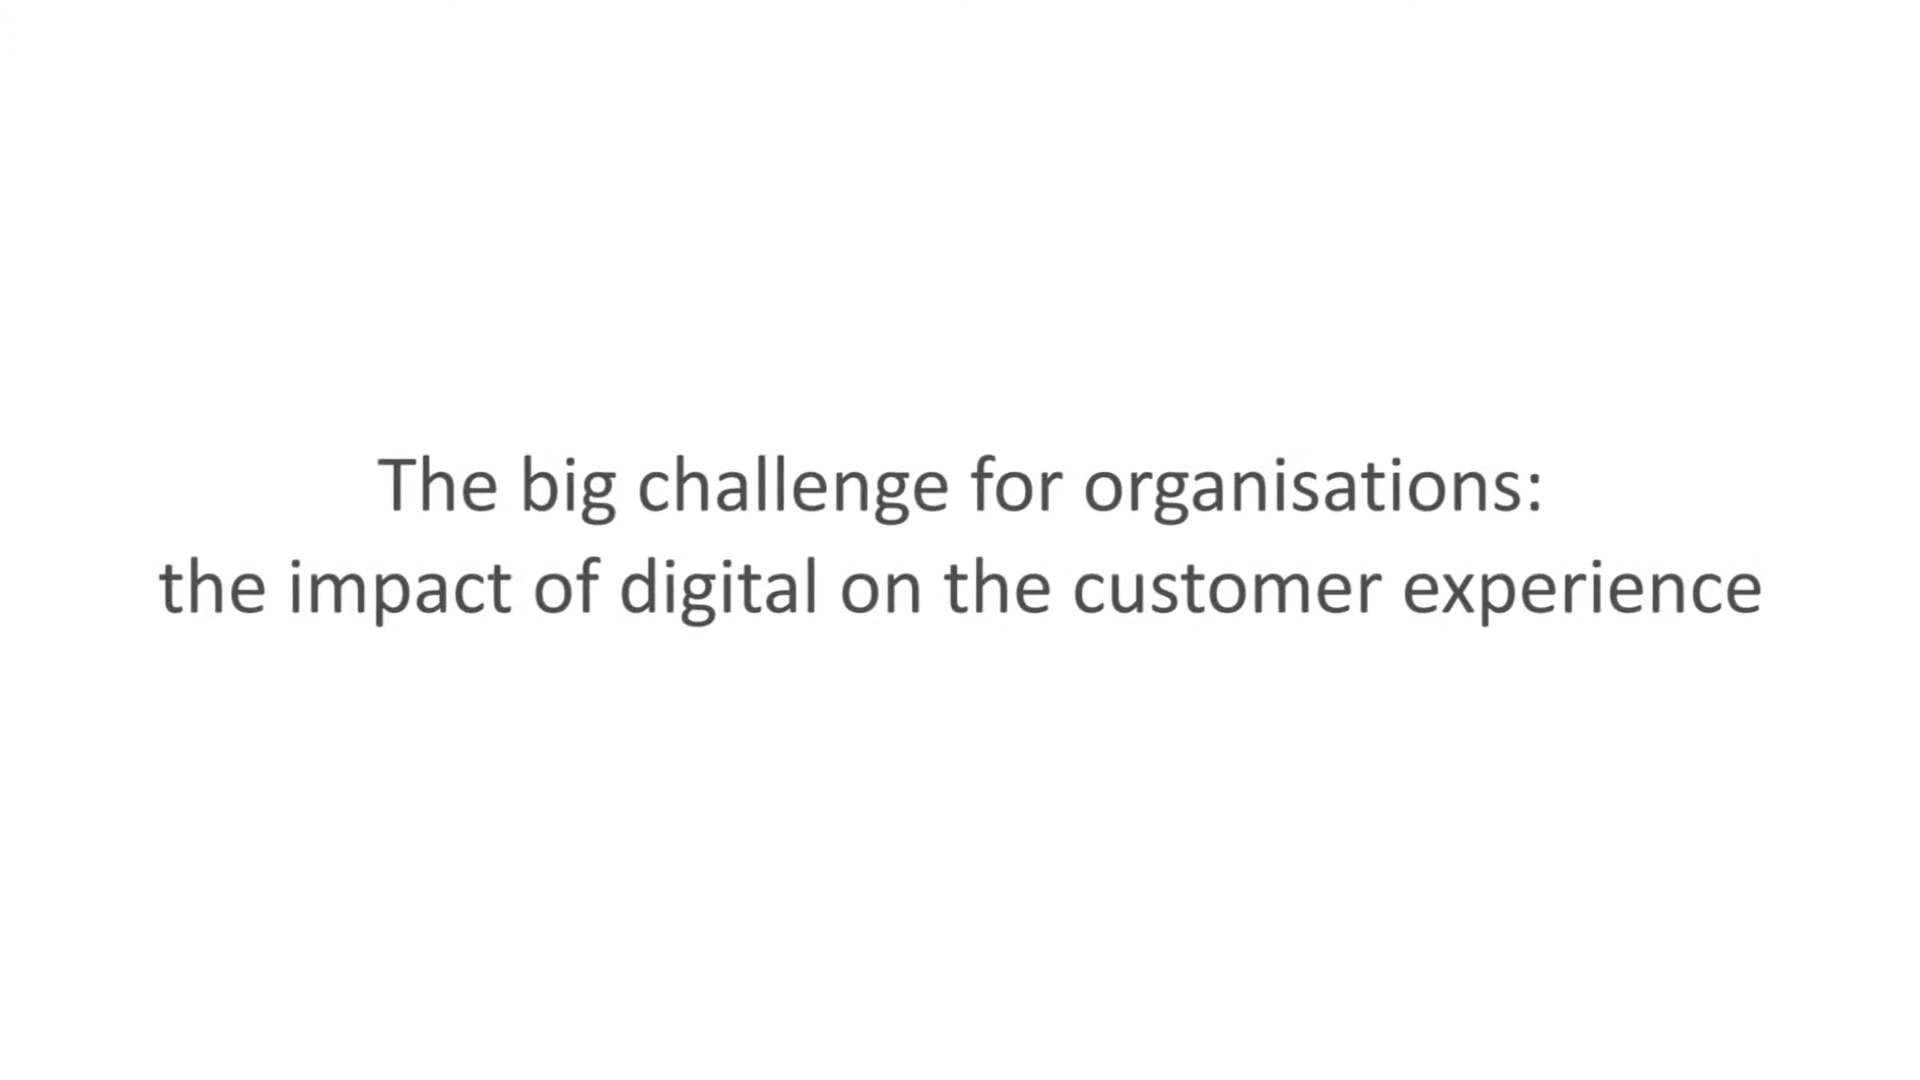 The big challenge for organisations:
the impact of digital on the customer experience